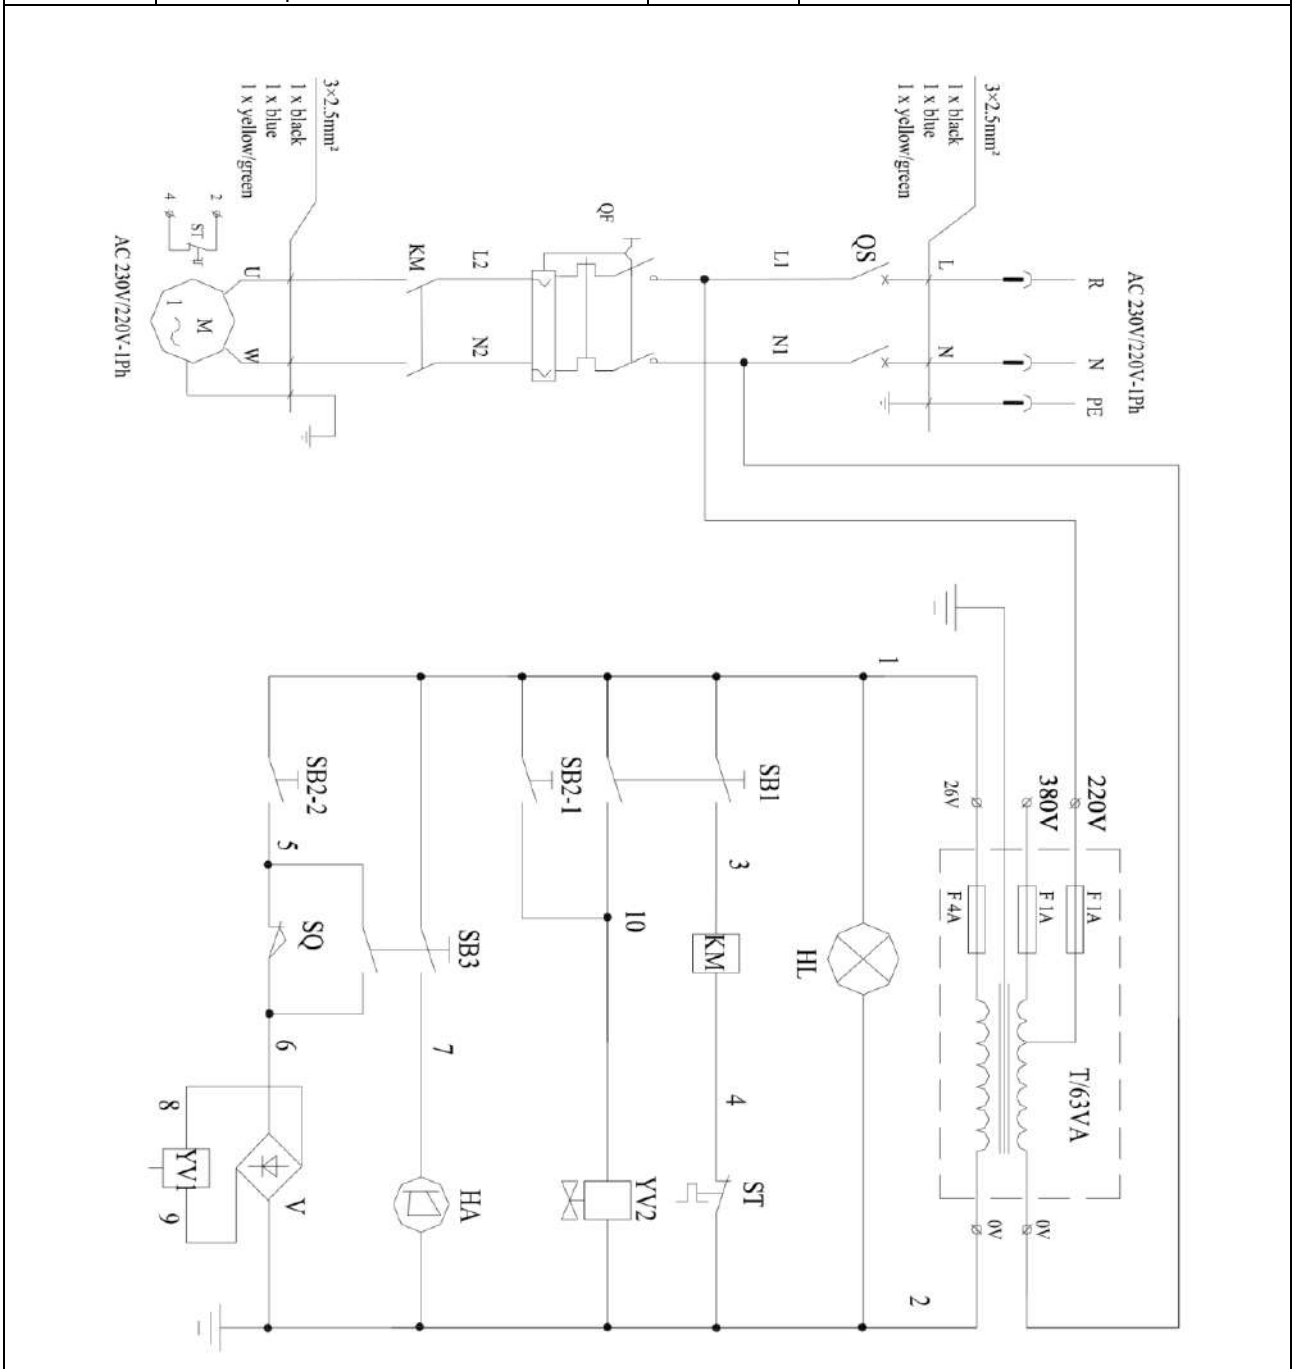 AC 230V/220V-1Ph
R
N
PE
3×2.5mm²
1 x black
1 x blue
1 x yellow/green
L
N
QS
L1
N1
QF
L2
N2
KM
3×2.5mm²
1 x black
1 x blue
1 x yellow/green
U
W
M
1
2
4
ST
AC 230V/220V-1Ph
220V
380V
26V
F 1A
F 1A
F 4A
T/63VA
0V
0V
1
2
HL
SB1
3
KM
4
ST
SB2-1
10
YV2
SB3
7
HA
SB2-2
5
SQ
6
V
8
YV1
9